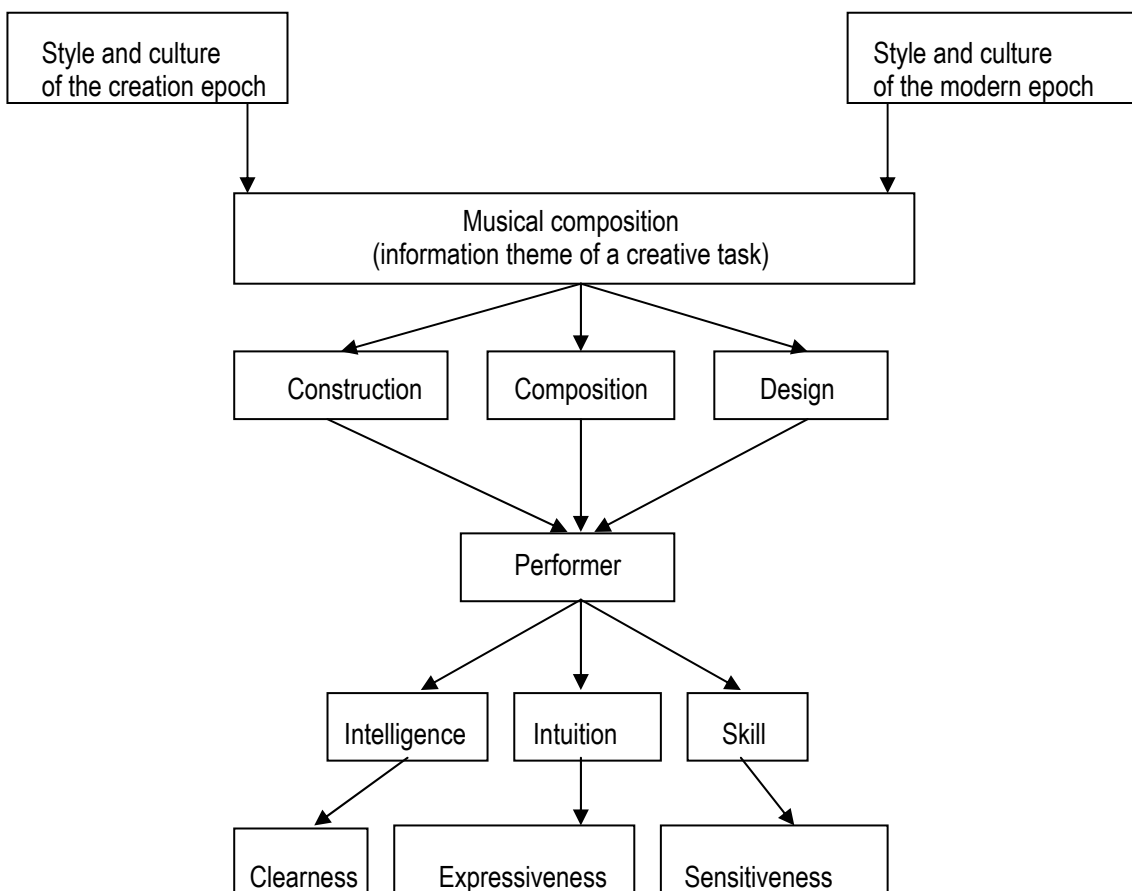 Style and culture
of the creation epoch
Style and culture
of the modern epoch
Musical composition
(information theme of a creative task)
Construction
Composition
Design
Performer
Intelligence
Intuition
Skill
Clearness
Expressiveness
Sensitiveness